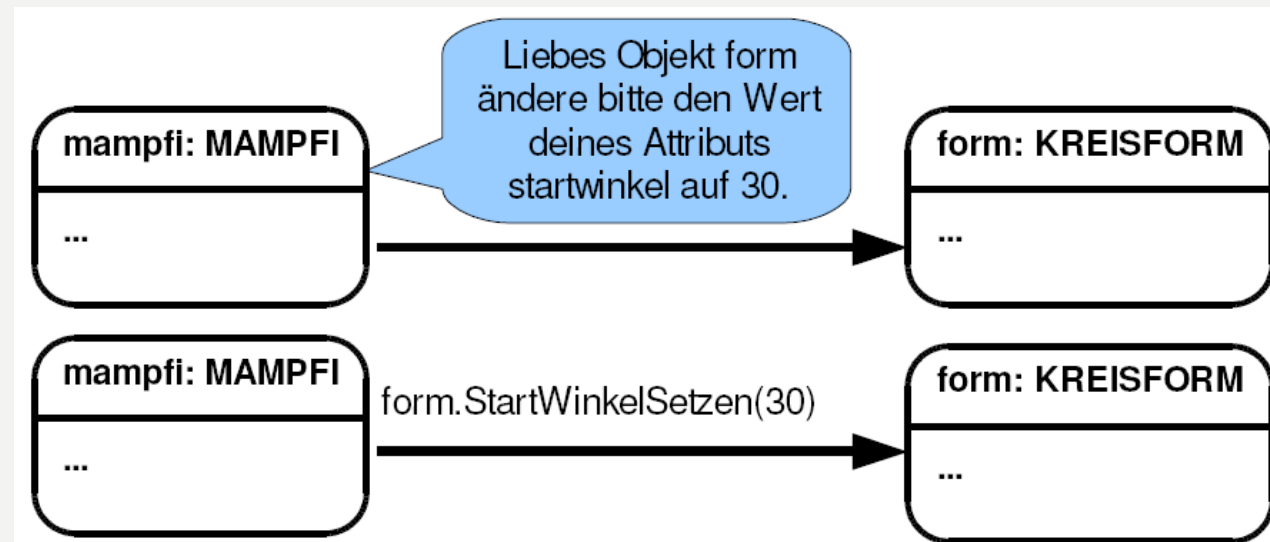 Liebes Objekt form
ändere bitte den Wert
deines Attributs
startwinkel auf 30.
mampfi: MAMPFI
...
form: KREISFORM
...
mampfi: MAMPFI
...
form.StartWinkelSetzen(30)
form: KREISFORM
...